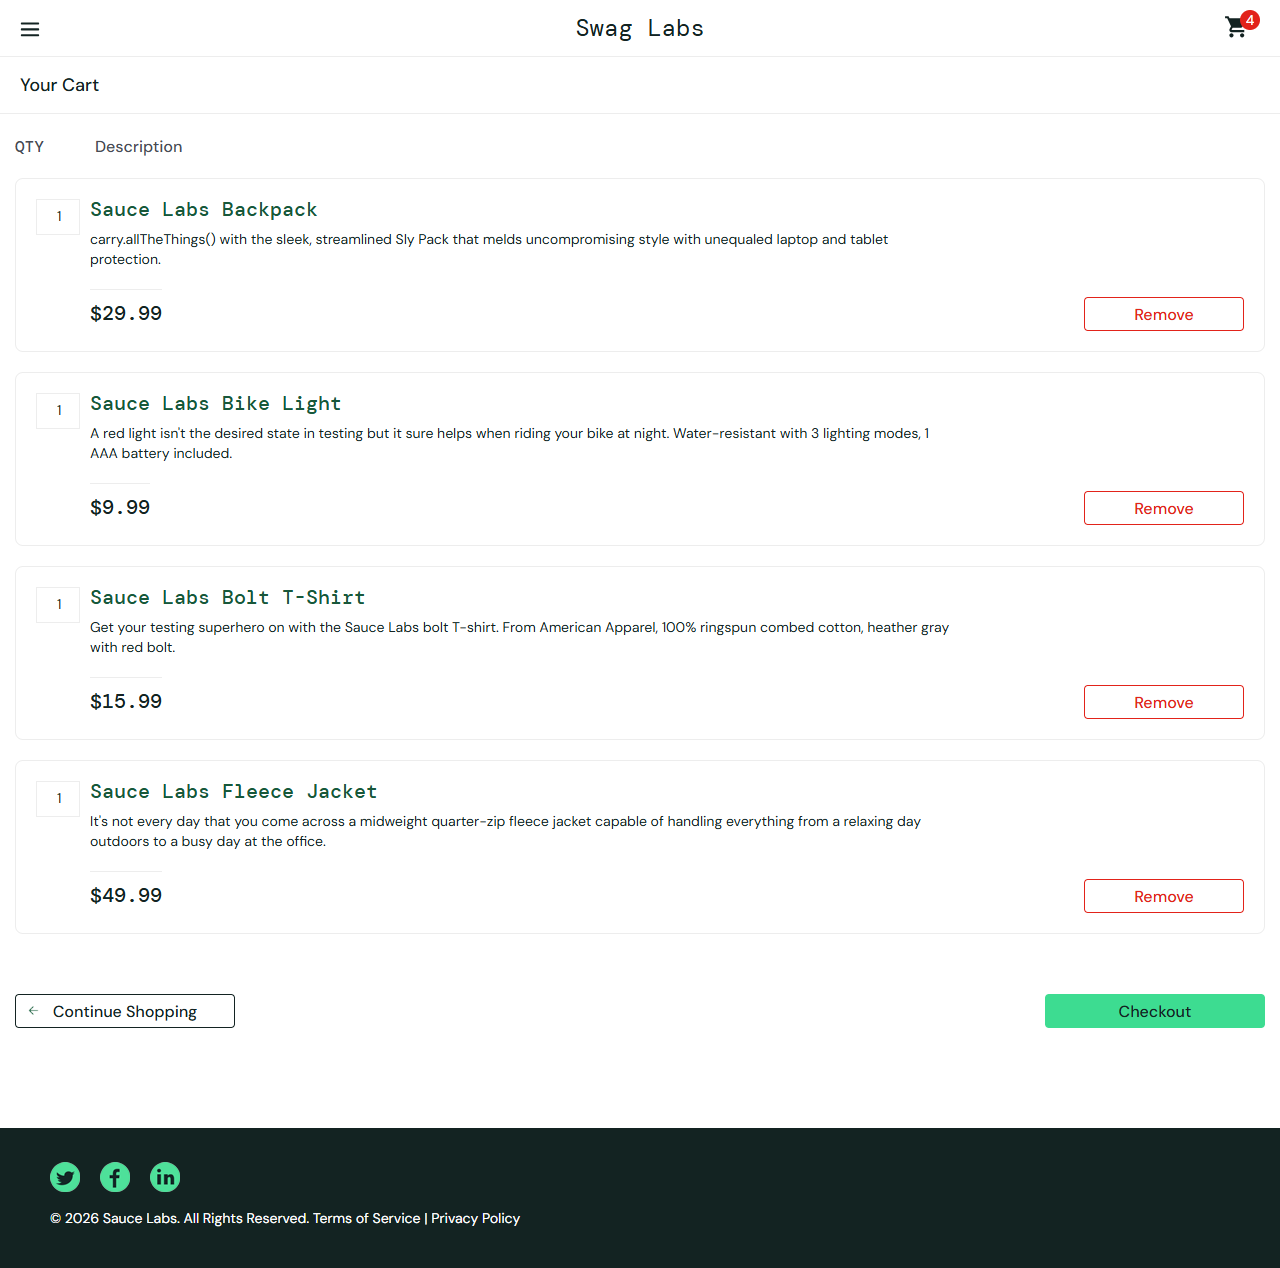 Swag Labs
4
Your Cart
QTY Description
1
Sauce Labs Backpack
carry.allTheThings() with the sleek, streamlined Sly Pack that melds uncompromising style with unequaled laptop and tablet
protection.
$29.99
Remove
1
Sauce Labs Bike Light
A red light isn't the desired state in testing but it sure helps when riding your bike at night. Water-resistant with 3 lighting modes, 1
AAA battery included.
$9.99
Remove
1
Sauce Labs Bolt T-Shirt
Get your testing superhero on with the Sauce Labs bolt T-shirt. From American Apparel, 100% ringspun combed cotton, heather gray
with red bolt.
$15.99
Remove
1
Sauce Labs Fleece Jacket
It's not every day that you come across a midweight quarter-zip fleece jacket capable of handling everything from a relaxing day
outdoors to a busy day at the office.
$49.99
Remove
Continue Shopping
Checkout
© 2026 Sauce Labs. All Rights Reserved. Terms of Service | Privacy Policy